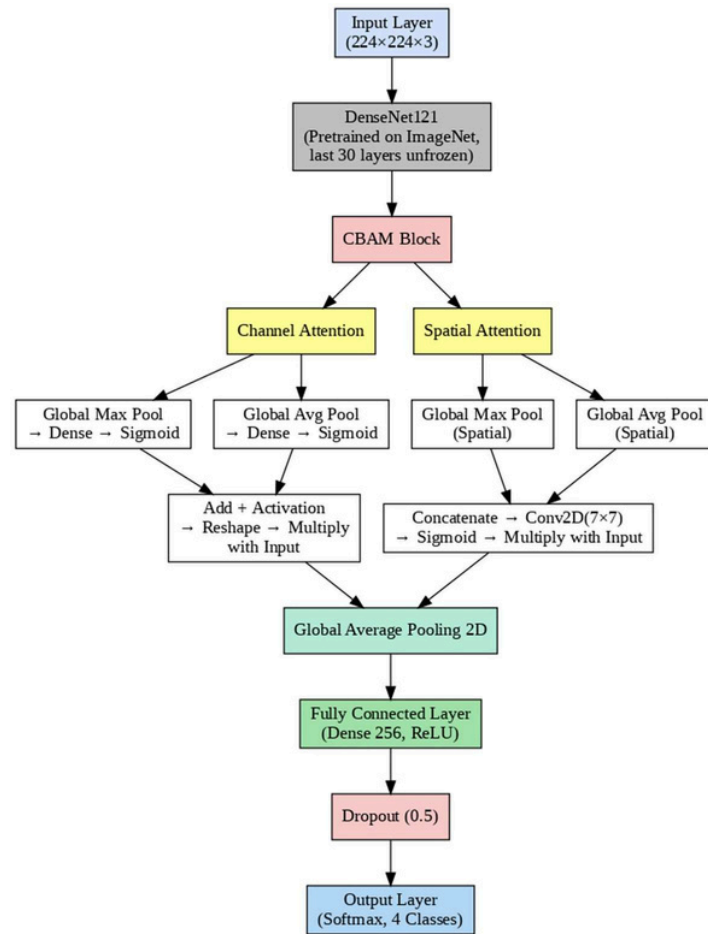 Input Layer
(224×224×3)
DenseNet121
(Pretrained on ImageNet,
last 30 layers unfrozen)
CBAM Block
Channel Attention
Spatial Attention
Global Max Pool
→ Dense → Sigmoid
Global Avg Pool
→ Dense → Sigmoid
Global Max Pool
(Spatial)
Global Avg Pool
(Spatial)
Add + Activation
→ Reshape → Multiply
with Input
Concatenate → Conv2D(7×7)
→ Sigmoid → Multiply with Input
Global Average Pooling 2D
Fully Connected Layer
(Dense 256, ReLU)
Dropout (0.5)
Output Layer
(Softmax, 4 Classes)